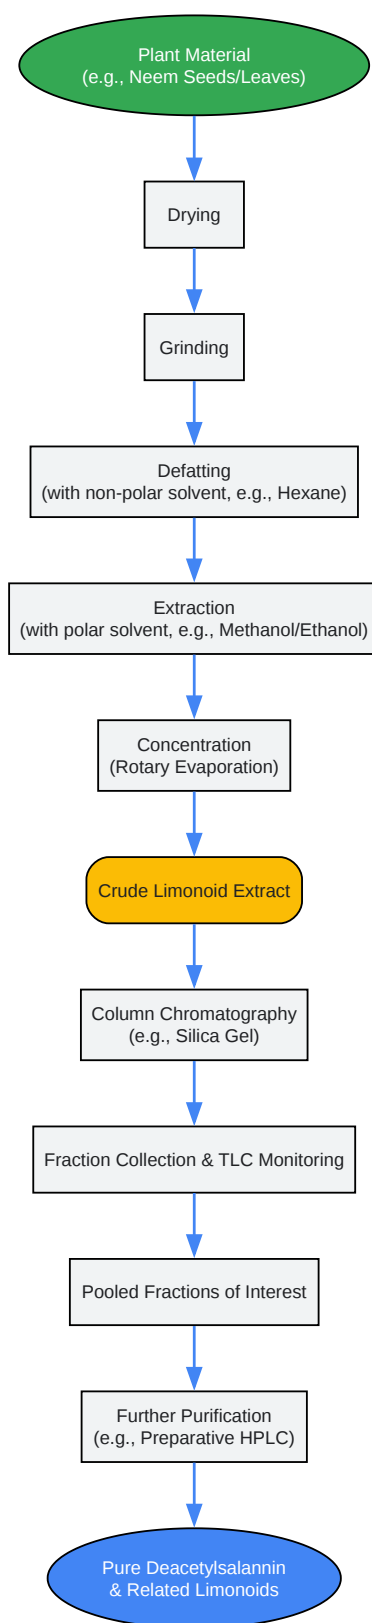 Plant Material
(e.g., Neem Seeds/Leaves)
Drying
Grinding
Defatting
(with non-polar solvent, e.g., Hexane)
Extraction
(with polar solvent, e.g., Methanol/Ethanol)
Concentration
(Rotary Evaporation)
Crude Limonoid Extract
Column Chromatography
(e.g., Silica Gel)
Fraction Collection & TLC Monitoring
Pooled Fractions of Interest
Further Purification
(e.g., Preparative HPLC)
Pure Deacetylsalannin
& Related Limonoids